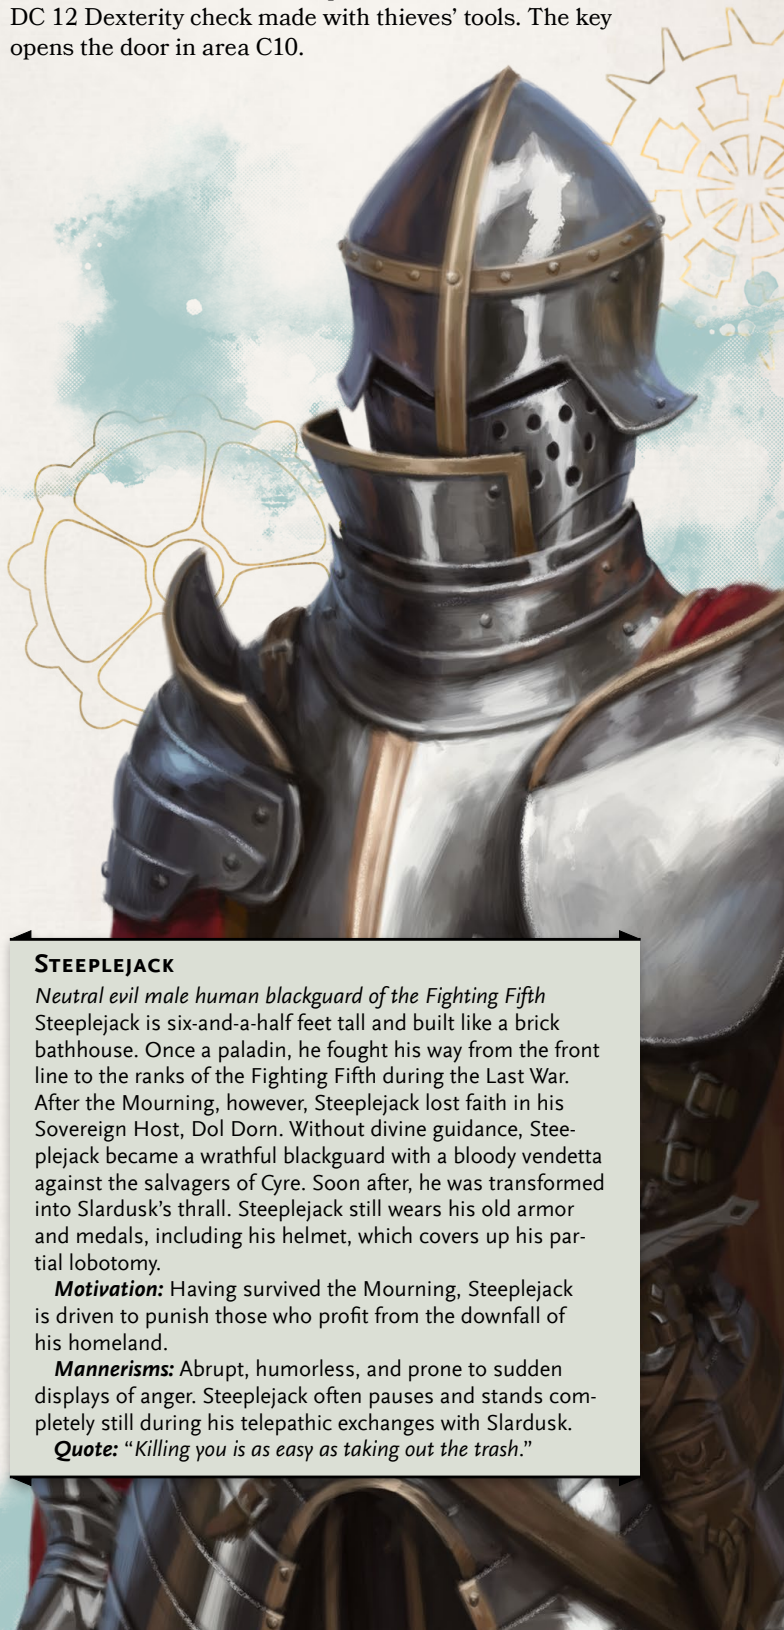 DC 12 Dexterity check made with thieves’ tools. The key
opens the door in area C10.
Steeplejack
Neutral evil male human blackguard of the Fighting Fifth
Steeplejack is six-and-a-half feet tall and built like a brick
bathhouse. Once a paladin, he fought his way from the front
line to the ranks of the Fighting Fifth during the Last War.
After the Mourning, however, Steeplejack lost faith in his
Sovereign Host, Dol Dorn. Without divine guidance, Stee-
plejack became a wrathful blackguard with a bloody vendetta
against the salvagers of Cyre. Soon after, he was transformed
into Slardusk’s thrall. Steeplejack still wears his old armor
and medals, including his helmet, which covers up his par-
tial lobotomy.
Motivation: Having survived the Mourning, Steeplejack
is driven to punish those who profit from the downfall of
his homeland.
Mannerisms: Abrupt, humorless, and prone to sudden
displays of anger. Steeplejack often pauses and stands com-
pletely still during his telepathic exchanges with Slardusk.
Quote: “Killing you is as easy as taking out the trash.”